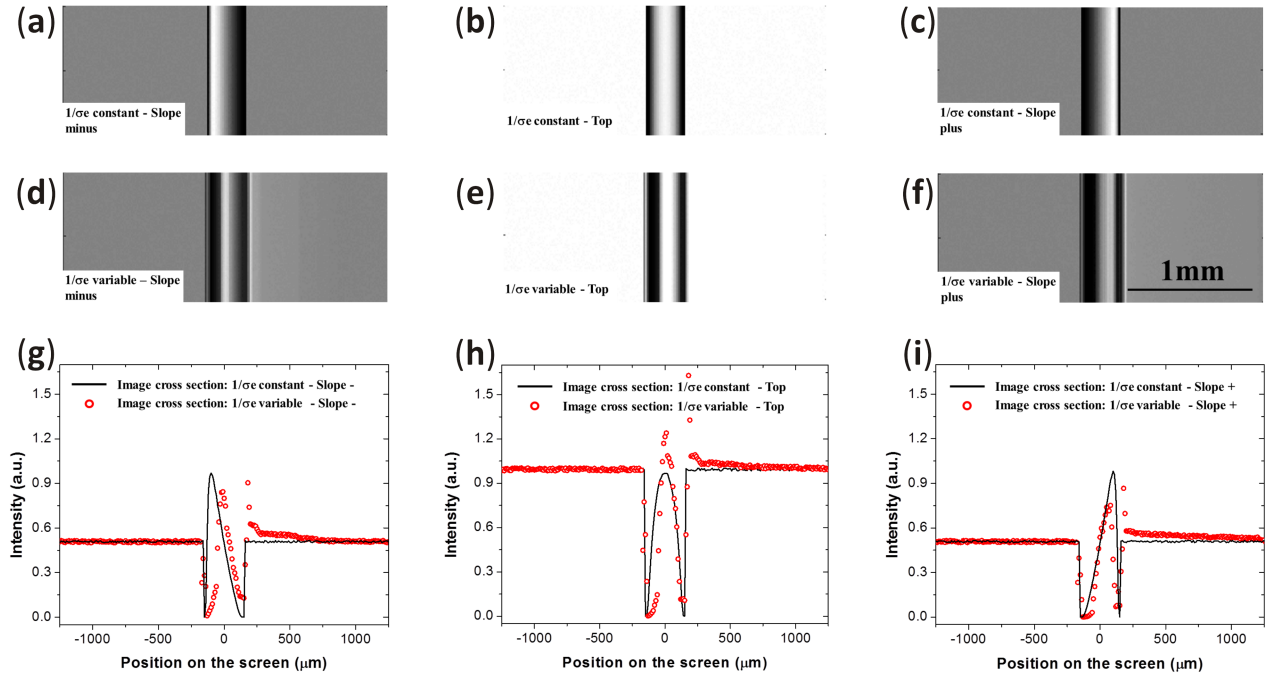 (a)
(b)
(c)
1/σe constant - Slope
minus
1/σe constant - Top
1/σe constant - Slope
plus
(d)
(e)
(f)
1/σe variable – Slope
minus
1/σe variable - Top
1/σe variable - Slope
plus
1mm
(g)
(h)
(i)
Image cross section: 1/σe constant - Slope -
Image cross section: 1/σe variable - Slope -
1.5
1.2
0.9
0.6
0.3
0.0
Intensity (a.u.)
-1000
-500
0
500
1000
Position on the screen (μm)
Image cross section: 1/σe constant - Top
Image cross section: 1/σe variable - Top
1.5
1.2
0.9
0.6
0.3
0.0
Intensity (a.u.)
-1000
-500
0
500
1000
Position on the screen (μm)
Image cross section: 1/σe constant - Slope +
Image cross section: 1/σe variable - Slope +
1.5
1.2
0.9
0.6
0.3
0.0
Intensity (a.u.)
-1000
-500
0
500
1000
Position on the screen (μm)